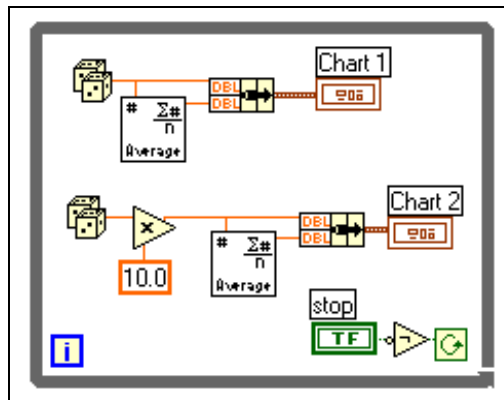 Chart 1
DBL
DBL
# Σ#
n
Average
Chart 2
x
DBL
DBL
# Σ#
n
Average
10.0
stop
TF
i